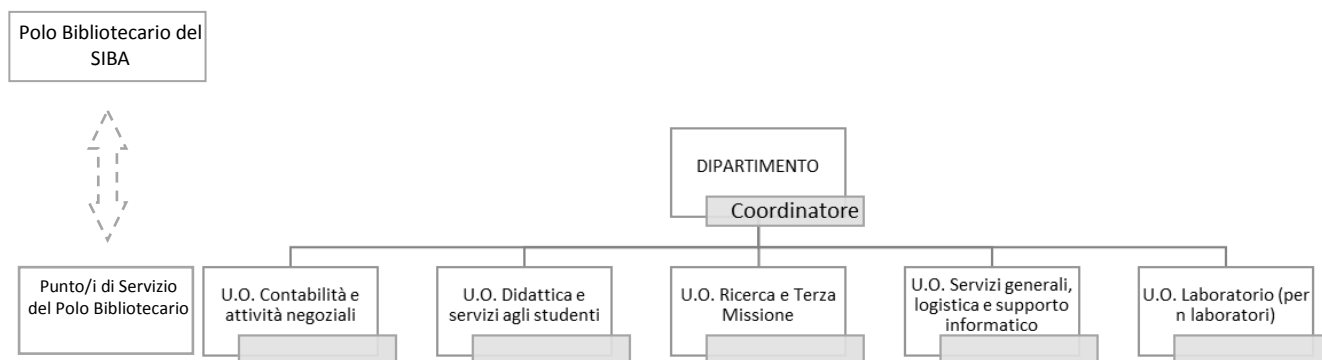 Polo Bibliotecario del
SIBA
DIPARTIMENTO
Coordinatore
Punto/i di Servizio
del Polo Bibliotecario
U.O. Contabilità e
attività negoziali
U.O. Didattica e
servizi agli studenti
U.O. Ricerca e Terza
Missione
U.O. Servizi generali,
logistica e supporto
informatico
U.O. Laboratorio (per
n laboratori)